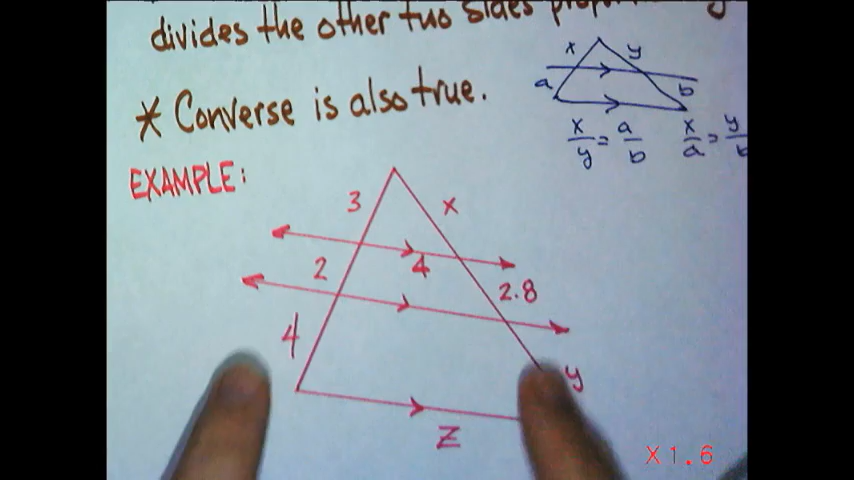 divides the other two sides
* Converse is also true.
x y
a b
x/y = a/b x/a = y/b
EXAMPLE:
3 x
2 4 2.8
4 y
z
X1.6